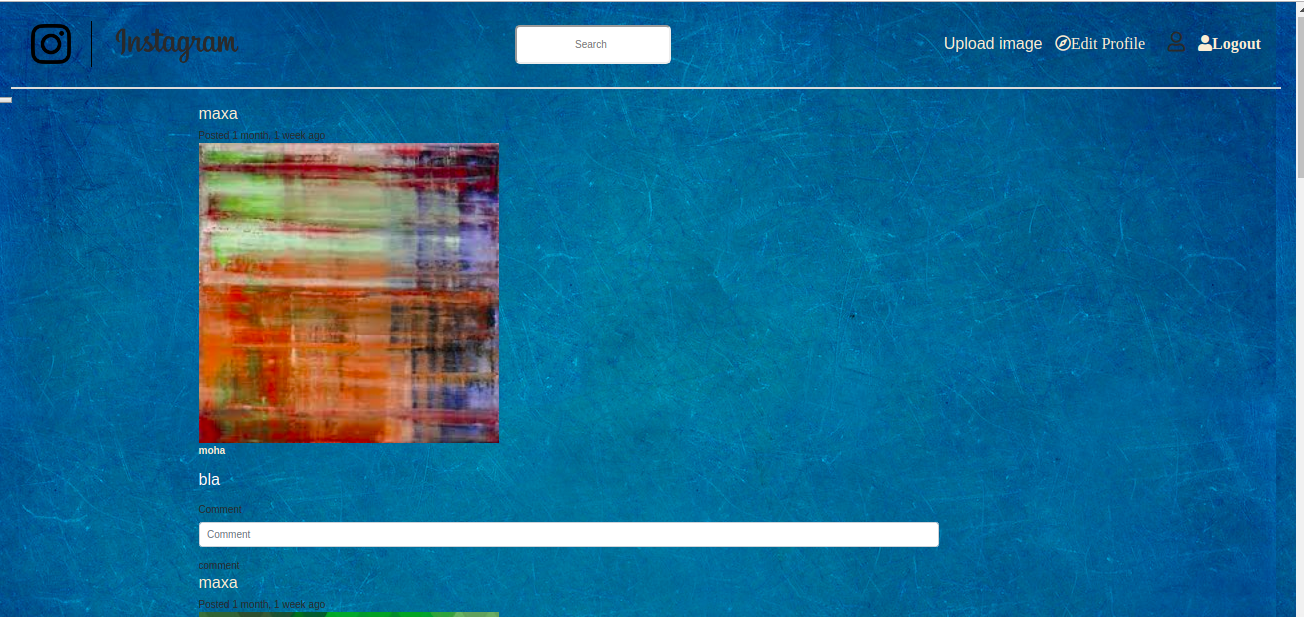 Instagram
Search
Upload image
Edit Profile
Logout
maxa
Posted 1 month, 1 week ago
moha
bla
Comment
Comment
comment
maxa
Posted 1 month, 1 week ago